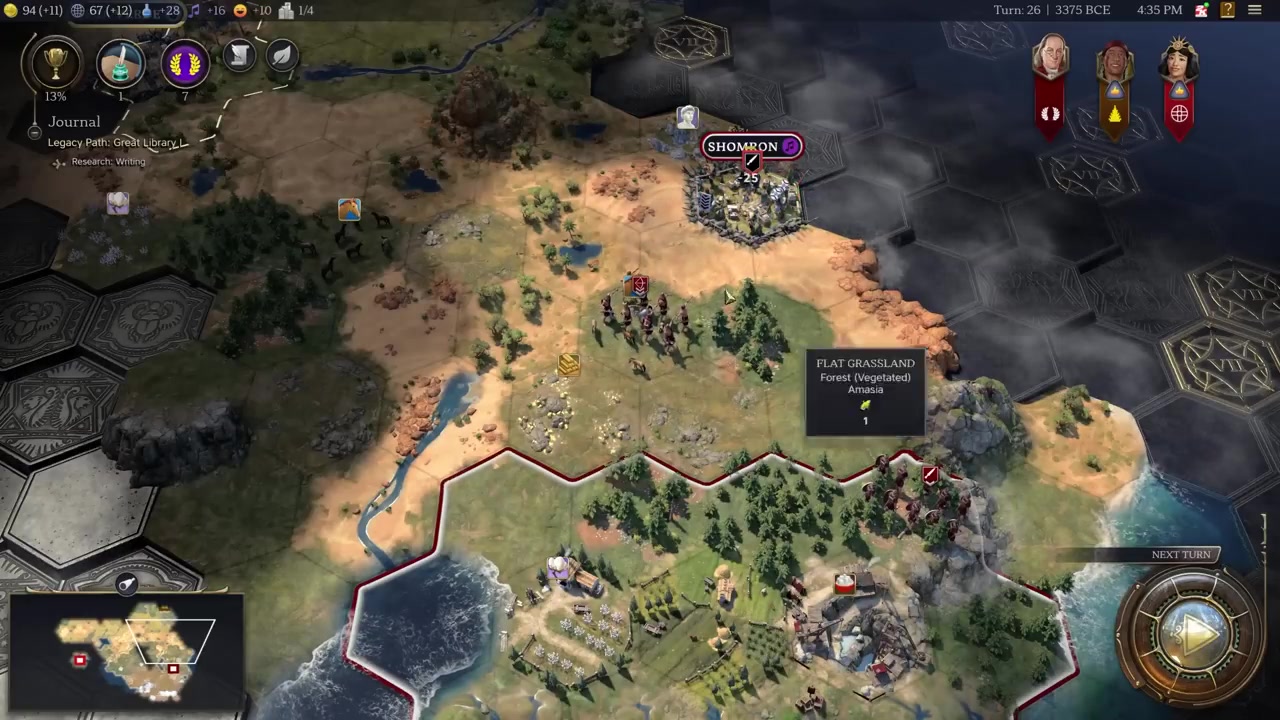 94 (+11) 67 (+12) +28 +16 +10 1/4
Turn: 26 | 3375 BCE 4:35 PM ?
13% 1 7
Journal
Legacy Path: Great Library I
Research: Writing
SHOMRON
-25
FLAT GRASSLAND
Forest (Vegetated)
Amasia
1
NEXT TURN